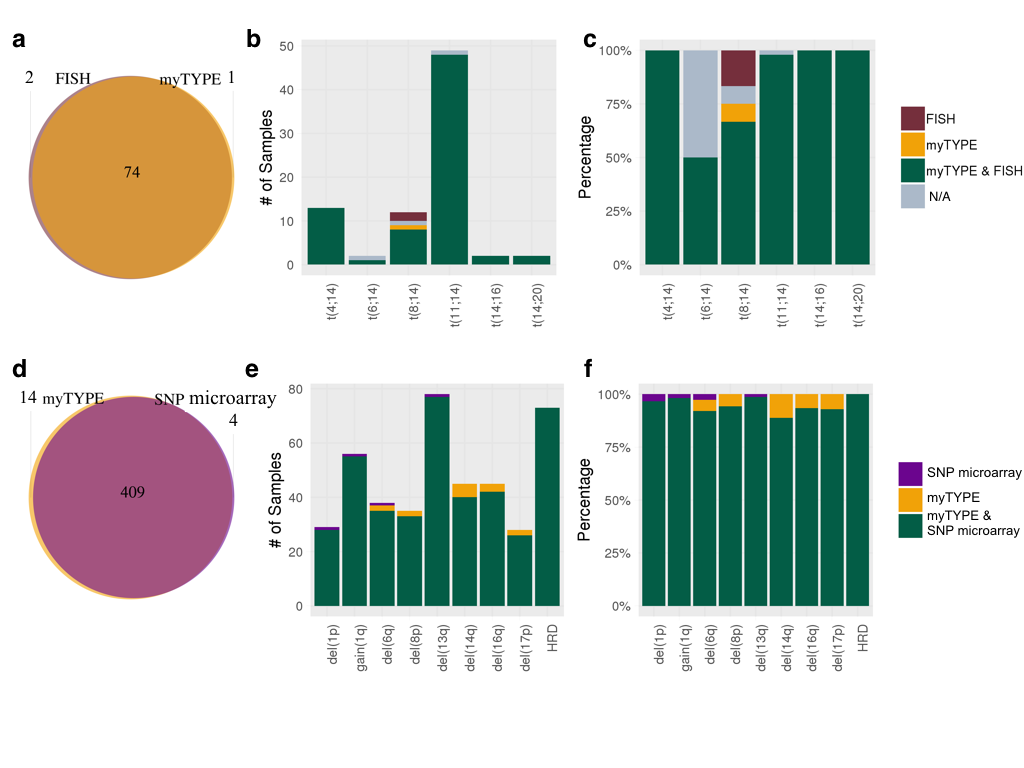 a
2
FISH
myTYPE
1
74
b
# of Samples
50
40
30
20
10
0
t(4;14)
t(6;14)
t(8;14)
t(11;14)
t(14;16)
t(14;20)
c
Percentage
100%
75%
50%
25%
0%
t(4;14)
t(6;14)
t(8;14)
t(11;14)
t(14;16)
t(14;20)
FISH
myTYPE
myTYPE & FISH
N/A
d
14
myTYPE
SNP microarray
4
409
e
# of Samples
80
60
40
20
0
del(1p)
gain(1q)
del(6q)
del(8p)
del(13q)
del(14q)
del(16q)
del(17p)
HRD
f
Percentage
100%
75%
50%
25%
0%
del(1p)
gain(1q)
del(6q)
del(8p)
del(13q)
del(14q)
del(16q)
del(17p)
HRD
SNP microarray
myTYPE
myTYPE &
SNP microarray